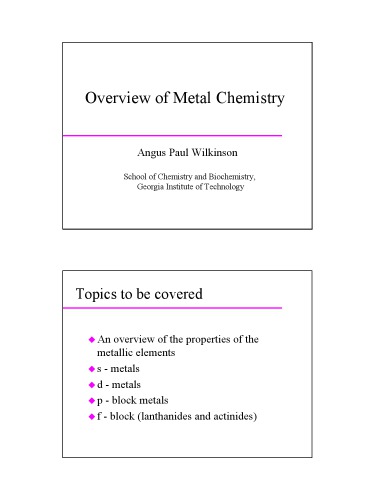 Overview of Metal Chemistry
Angus Paul Wilkinson
School of Chemistry and Biochemistry,
Georgia Institute of Technology
Topics to be covered
An overview of the properties of the
metallic elements
s - metals
d - metals
p - block metals
f - block (lanthanides and actinides)